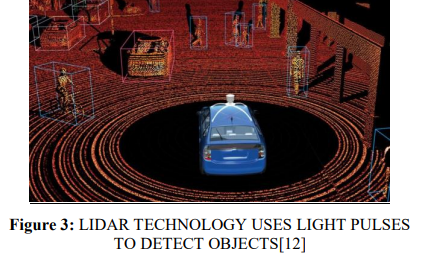 Figure 3: LIDAR TECHNOLOGY USES LIGHT PULSES
TO DETECT OBJECTS[12]